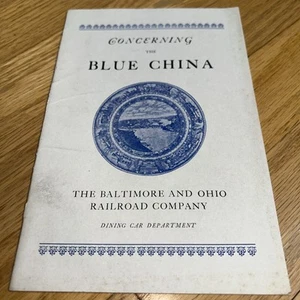 CONCERNING
THE
BLUE CHINA
THE BALTIMORE AND OHIO
RAILROAD COMPANY
DINING CAR DEPARTMENT